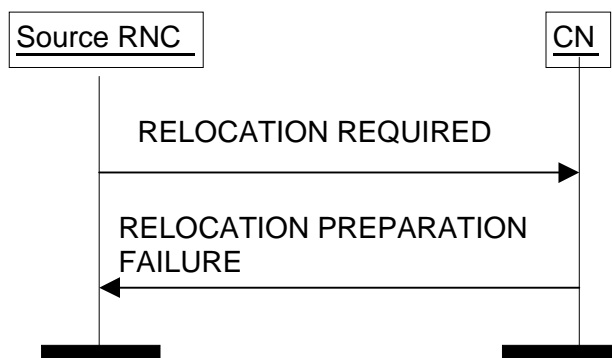 Source RNC
CN
RELOCATION REQUIRED
RELOCATION PREPARATION
FAILURE